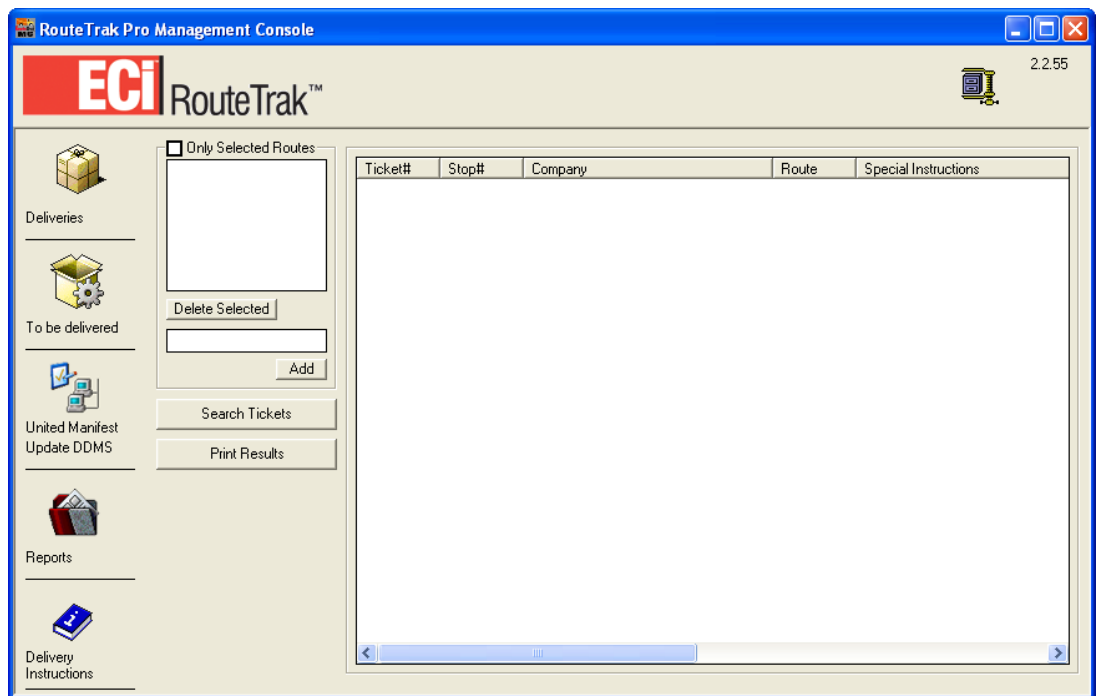 RouteTrak Pro Management Console
2.2.55
ECi RouteTrak™
Deliveries
To be delivered
United Manifest
Update DDMS
Reports
Delivery
Instructions
Only Selected Routes
Delete Selected
Add
Search Tickets
Print Results
Ticket# Stop# Company Route Special Instructions